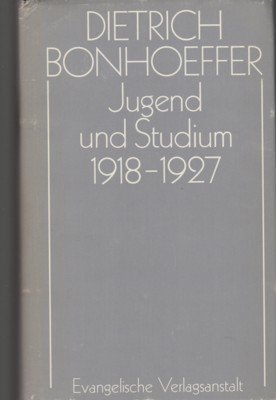 DIETRICH
BONHOEFFER
Jugend
und Studium
1918-1927
Evangelische Verlagsanstalt